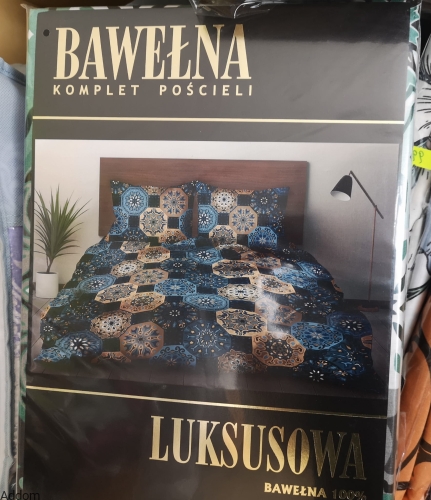 BAWEŁNA
KOMPLET POŚCIELI
LUKSUSOWA
BAWEŁNA 100%